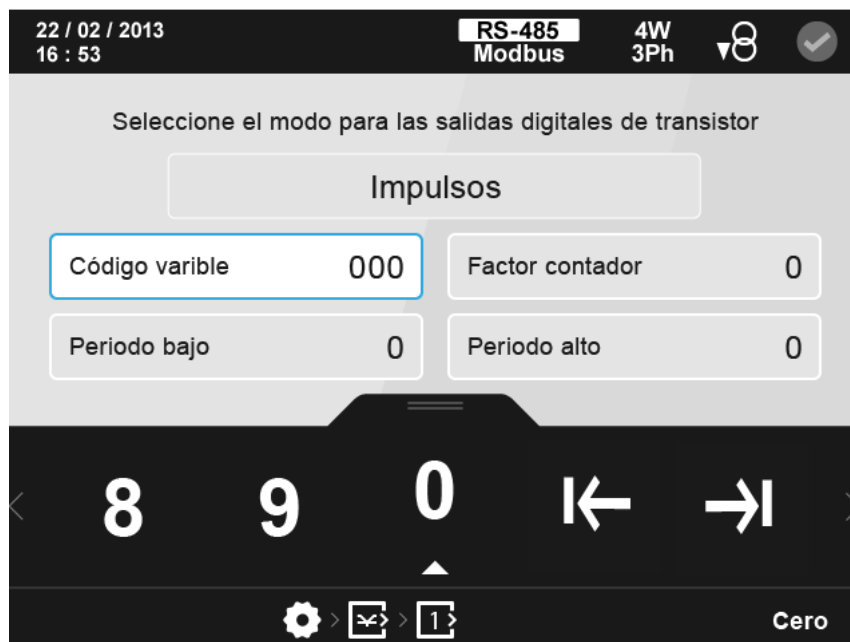 22 / 02 / 2013
16 : 53
RS-485
Modbus
4W
3Ph
Seleccione el modo para las salidas digitales de transistor
Impulsos
Código varible 000
Factor contador 0
Periodo bajo 0
Periodo alto 0
8 9 0
1
Cero